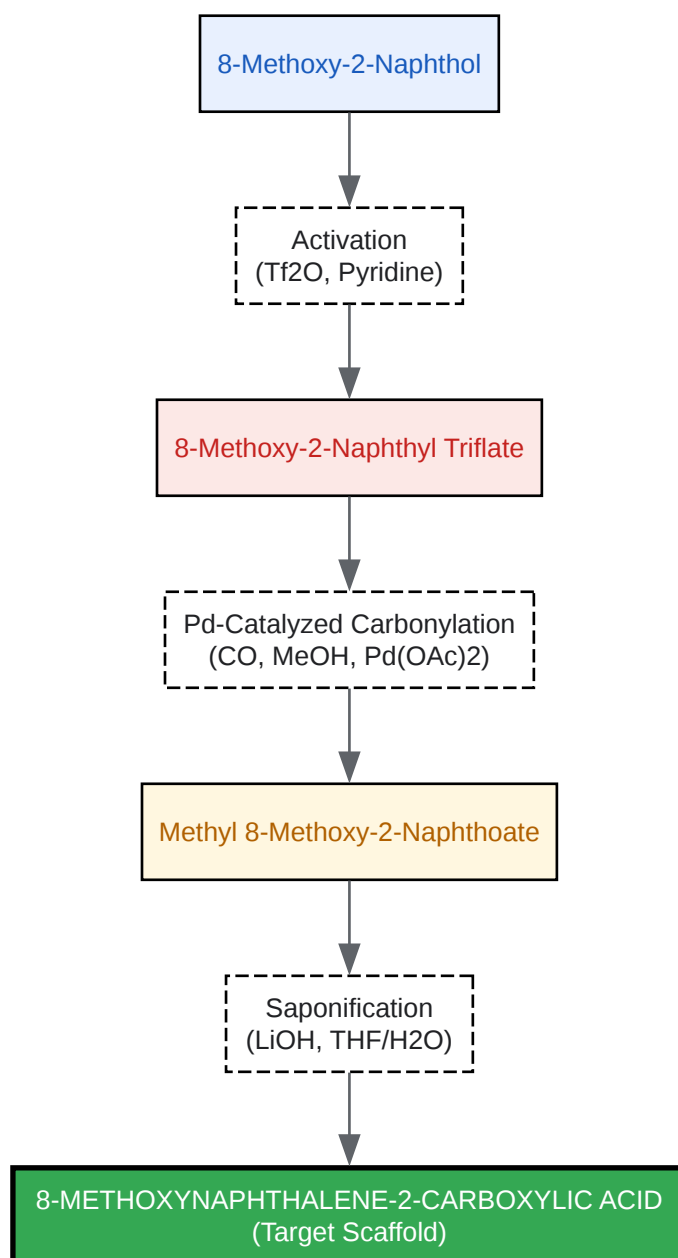 8-Methoxy-2-Naphthol
Activation
(Tf2O, Pyridine)
8-Methoxy-2-Naphthyl Triflate
Pd-Catalyzed Carbonylation
(CO, MeOH, Pd(OAc)2)
Methyl 8-Methoxy-2-Naphthoate
Saponification
(LiOH, THF/H2O)
8-METHOXYNAPHTHALENE-2-CARBOXYLIC ACID
(Target Scaffold)